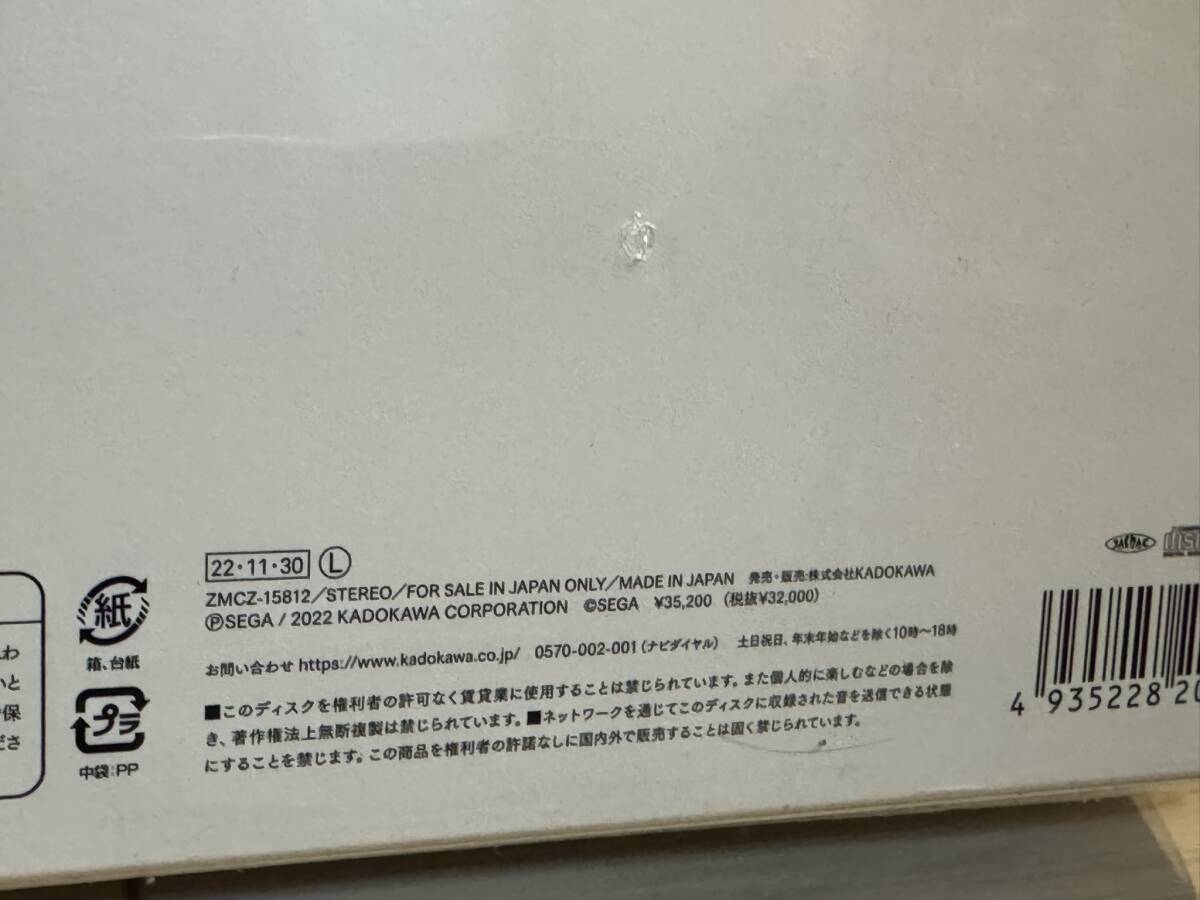 22・11・30 Ⓛ
ZMCZ-15812/STEREO/FOR SALE IN JAPAN ONLY/MADE IN JAPAN 発売・販売:株式会社KADOKAWA
ⓅSEGA / 2022 KADOKAWA CORPORATION ©SEGA ¥35,200 (税抜¥32,000)
お問い合わせ https://www.kadokawa.co.jp/ 0570-002-001(ナビダイヤル) 土日祝日、年末年始などを除く10時〜18時
■このディスクを権利者の許可なく賃貸業に使用することは禁じられています。また個人的に楽しむなどの場合を除
き、著作権法上無断複製は禁じられています。■ネットワークを通じてこのディスクに収録された音を送信できる状態
にすることを禁じます。この商品を権利者の許諾なしに国内外で販売することは固く禁じられています。
紙
箱、台紙
プラ
中袋:PP
わ
いと
保
ださ
disc
4 935228 20